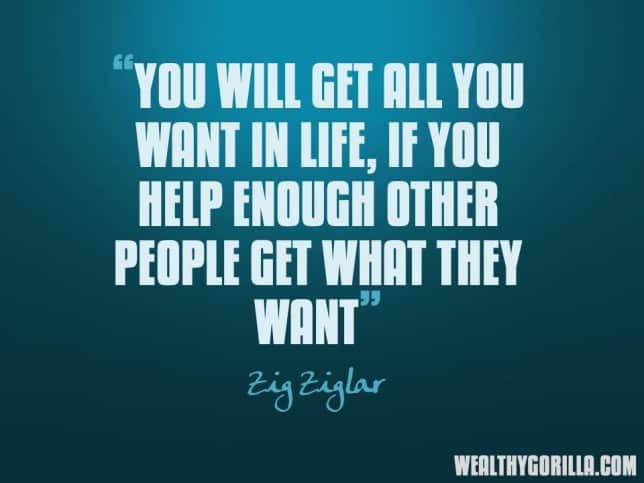 “YOU WILL GET ALL YOU
WANT IN LIFE, IF YOU
HELP ENOUGH OTHER
PEOPLE GET WHAT THEY
WANT”
Zig Ziglar
WEALTHYGORILLA.COM